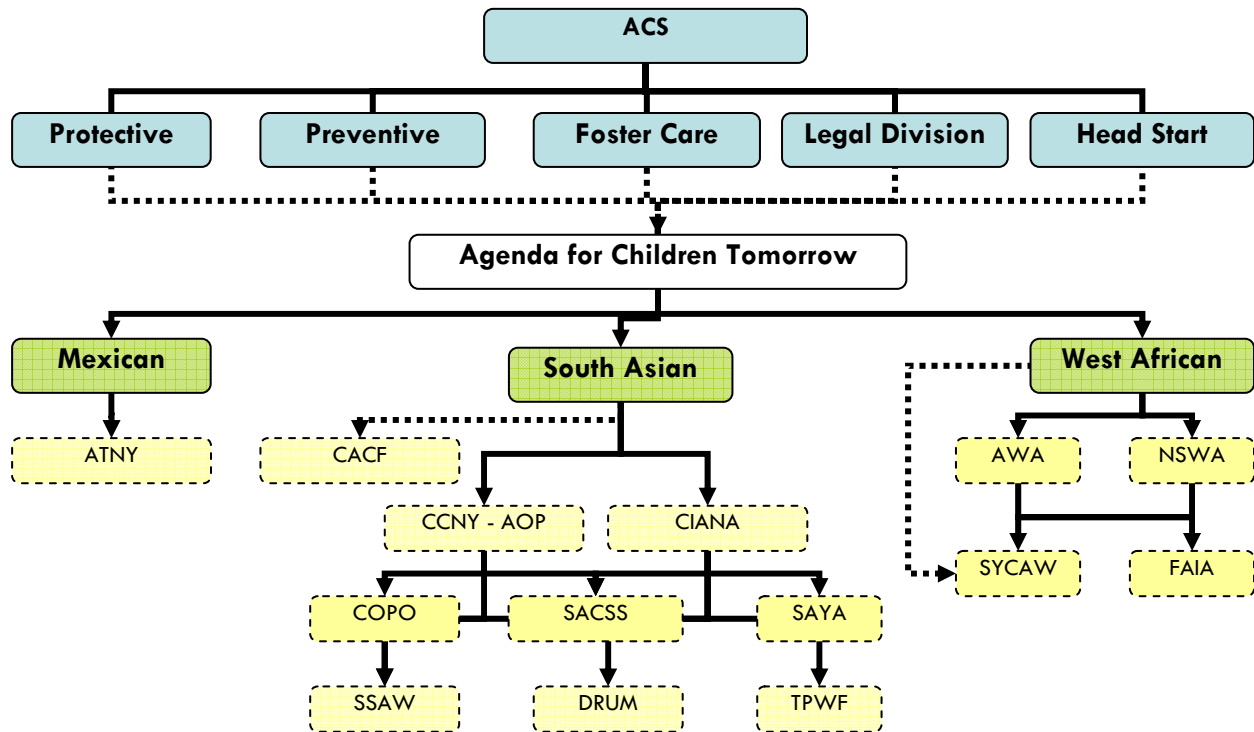 ACS
Protective
Preventive
Foster Care
Legal Division
Head Start
Agenda for Children Tomorrow
Mexican
South Asian
West African
ATNY
CACF
AWA
NSWA
CCNY - AOP
CIANA
SYCAW
FAIA
COPO
SACSS
SAYA
SSAW
DRUM
TPWF